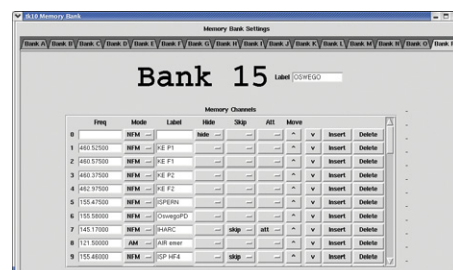 tk10 Memory Bank
Memory Bank Settings
Bank A Bank B Bank C Bank D Bank E Bank F Bank G Bank H Bank I Bank J Bank K Bank L Bank M Bank N Bank O Bank
Bank 15 Label OSWEGO
Memory Channels
Freq Mode Label Hide Skip Att Move
0 NFM hide ^ v Insert Delete
1 460.52500 NFM KE P1 ^ v Insert Delete
2 460.57500 NFM KE F1 ^ v Insert Delete
3 460.37500 NFM KE P2 ^ v Insert Delete
4 462.97500 NFM KE F2 ^ v Insert Delete
5 155.47500 NFM ISPERN ^ v Insert Delete
6 155.58000 NFM OswegoPD ^ v Insert Delete
7 145.17000 NFM IHARC skip att ^ v Insert Delete
8 121.50000 AM AIR emer ^ v Insert Delete
9 155.48000 NFM ISP HF4 skip ^ v Insert Delete